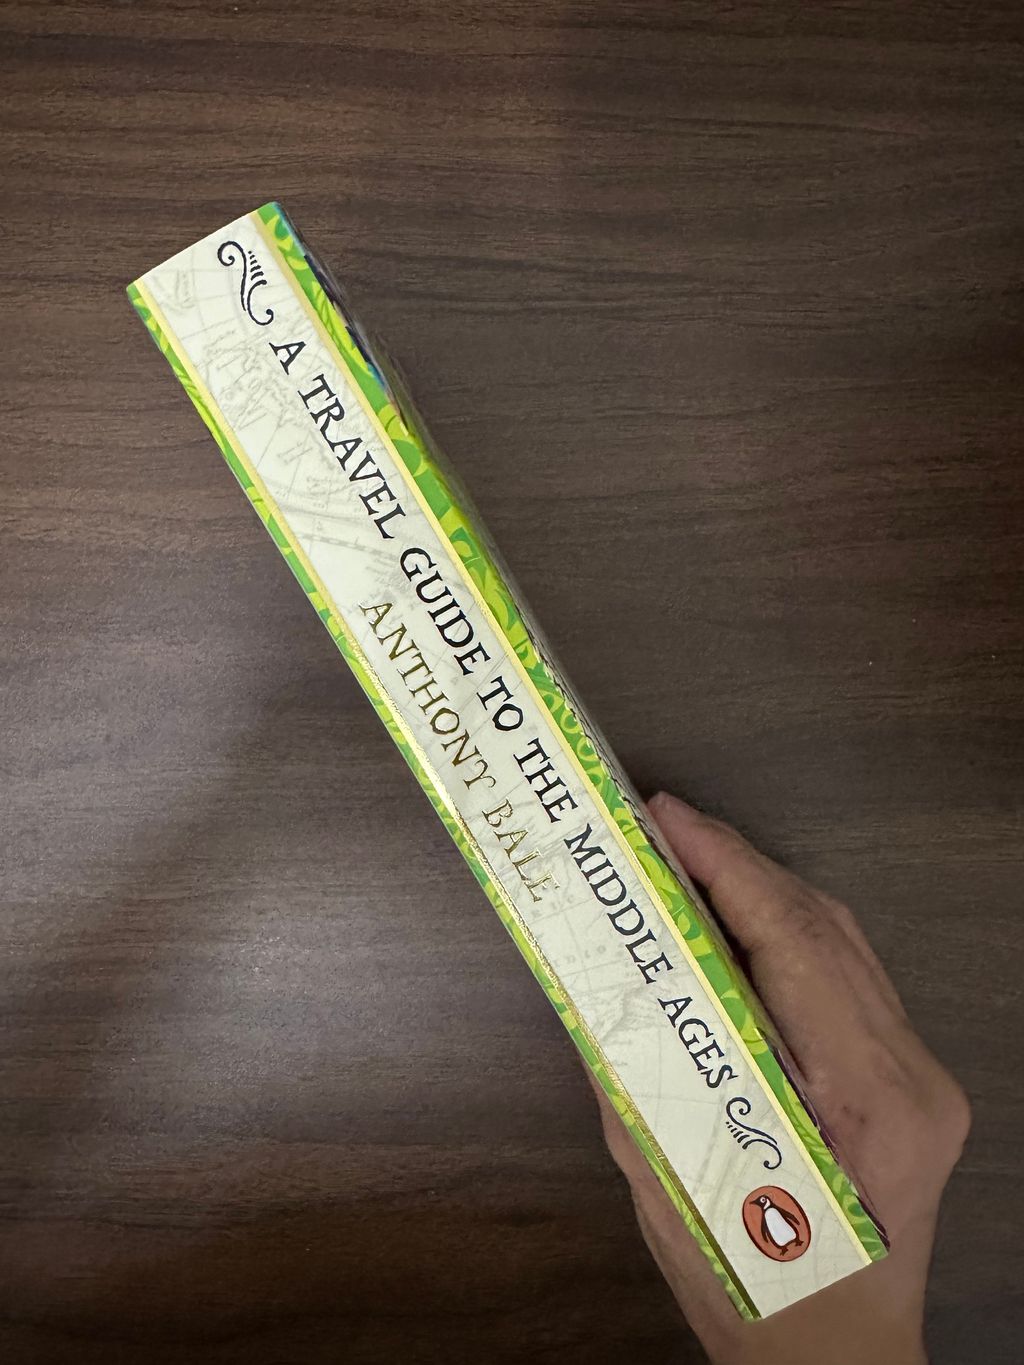 A TRAVEL GUIDE TO THE MIDDLE AGES
ANTHONY BALE